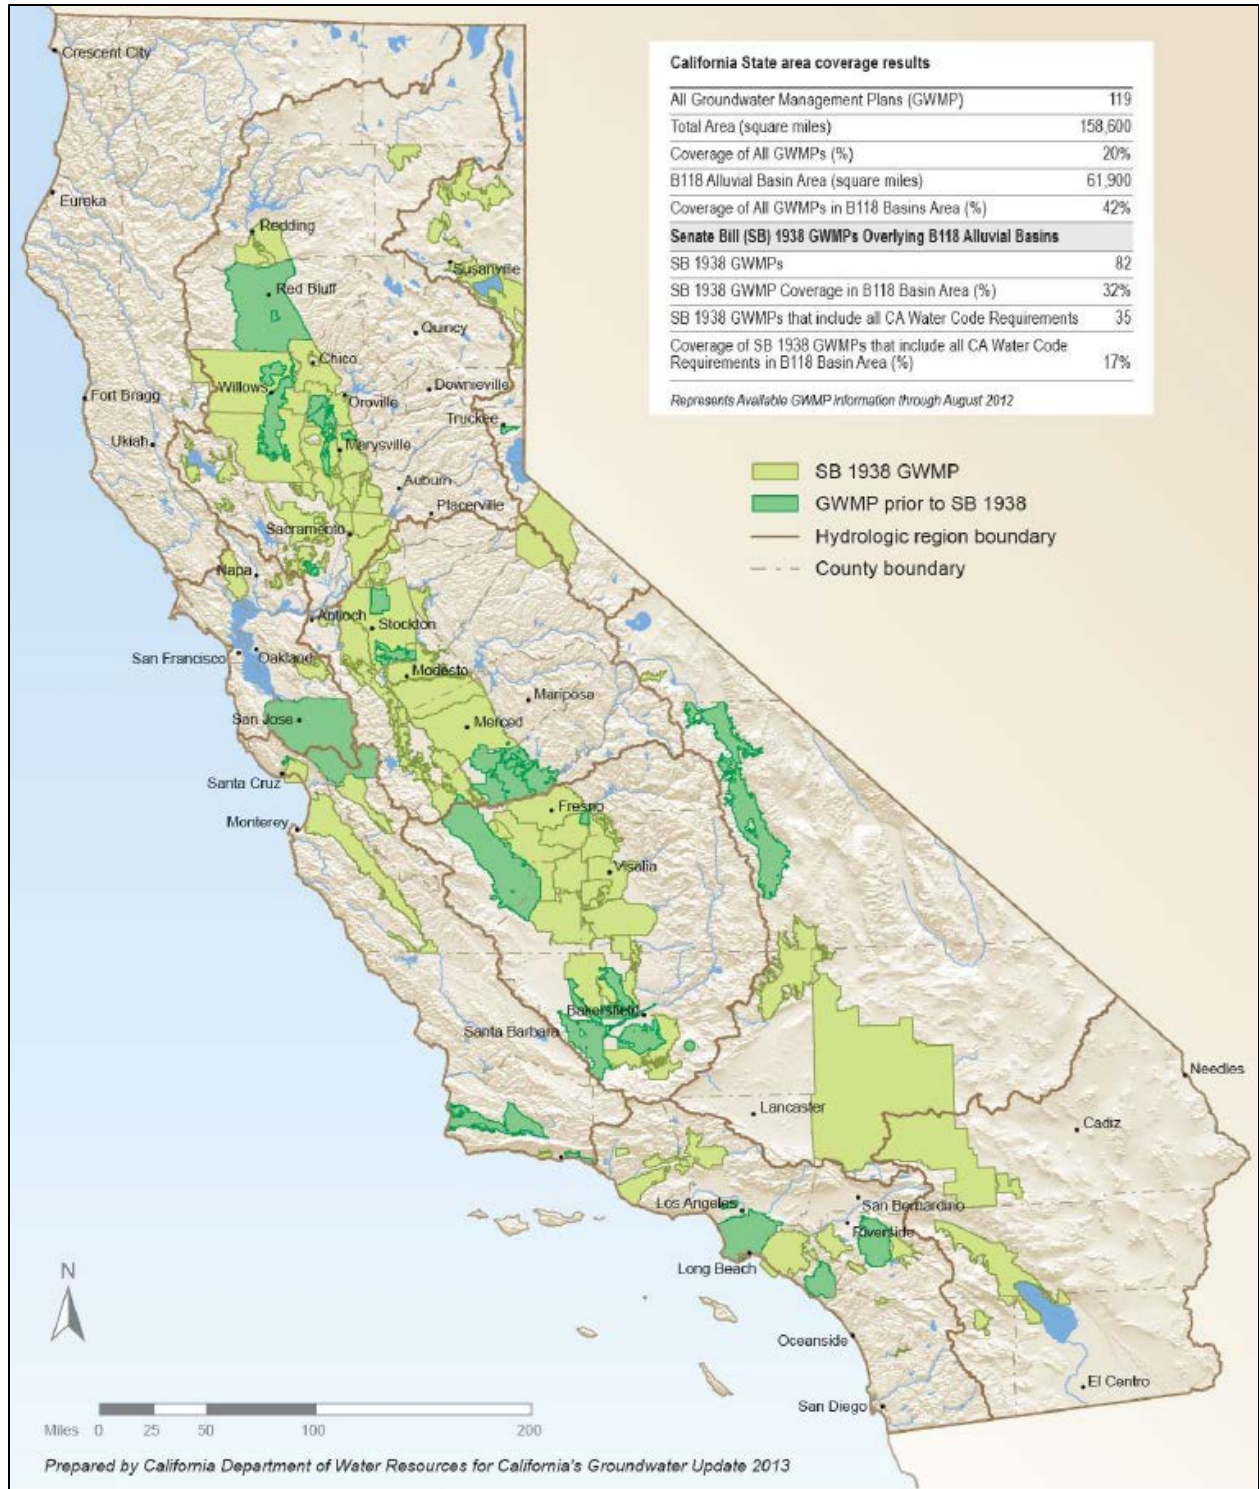 Crescent City
Eureka
Redding
Red Bluff
Susanville
Quincy
Chico
Willows
Downieville
Fort Bragg
Oroville
Truckee
Ukiah
Marysville
Auburn
Placerville
Sacramento
Napa
Antioch
Stockton
San Francisco
Oakland
Modesto
Mariposa
San Jose
Merced
Santa Cruz
Fresno
Monterey
Visalia
Bakersfield
Santa Barbara
Needles
Lancaster
Cadiz
Los Angeles
San Bernardino
Riverside
Long Beach
Oceanside
El Centro
San Diego
California State area coverage results
All Groundwater Management Plans (GWMP) 119
Total Area (square miles) 158,600
Coverage of All GWMPs (%) 20%
B118 Alluvial Basin Area (square miles) 61,900
Coverage of All GWMPs in B118 Basins Area (%) 42%
Senate Bill (SB) 1938 GWMPs Overlying B118 Alluvial Basins
SB 1938 GWMPs 82
SB 1938 GWMP Coverage in B118 Basin Area (%) 32%
SB 1938 GWMPs that include all CA Water Code Requirements 35
Coverage of SB 1938 GWMPs that include all CA Water Code
Requirements in B118 Basin Area (%) 17%
Represents Available GWMP information through August 2012
SB 1938 GWMP
GWMP prior to SB 1938
Hydrologic region boundary
County boundary
N
Miles 0 25 50 100 200
Prepared by California Department of Water Resources for California's Groundwater Update 2013